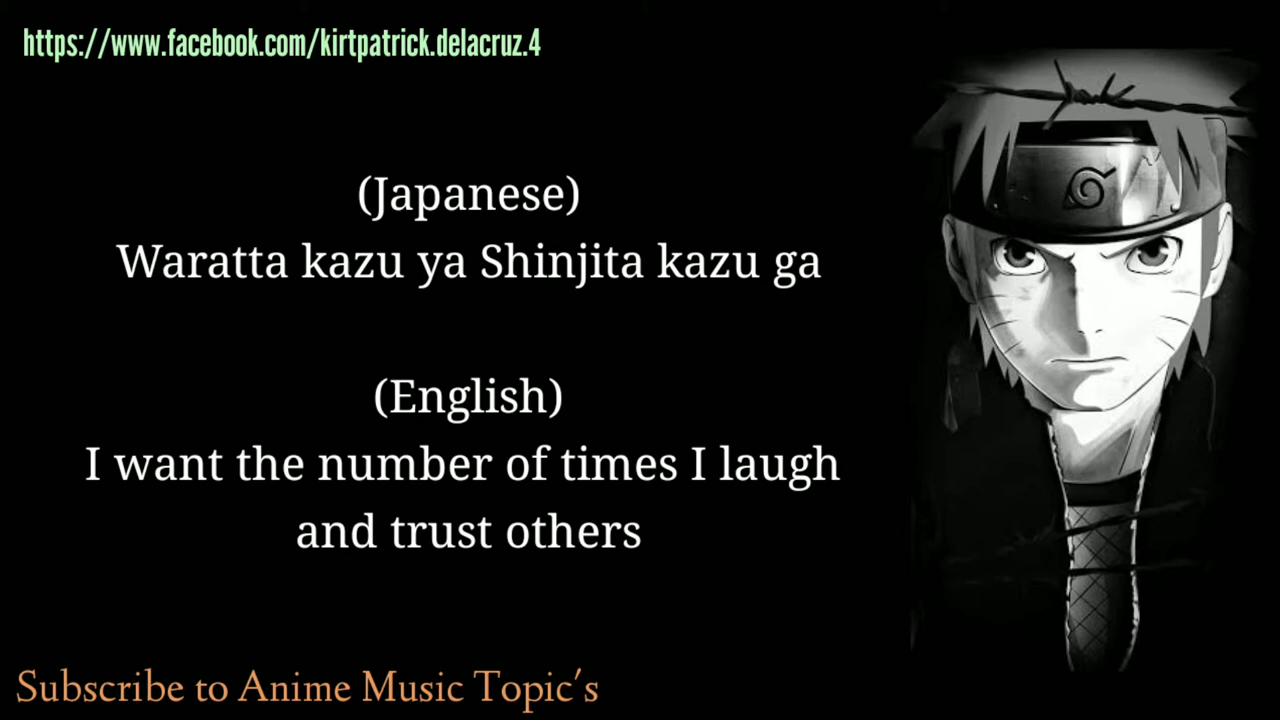 https://www.facebook.com/kirtpatrick.delacruz.4
(Japanese)
Waratta kazu ya Shinjita kazu ga
(English)
I want the number of times I laugh
and trust others
Subscribe to Anime Music Topic's